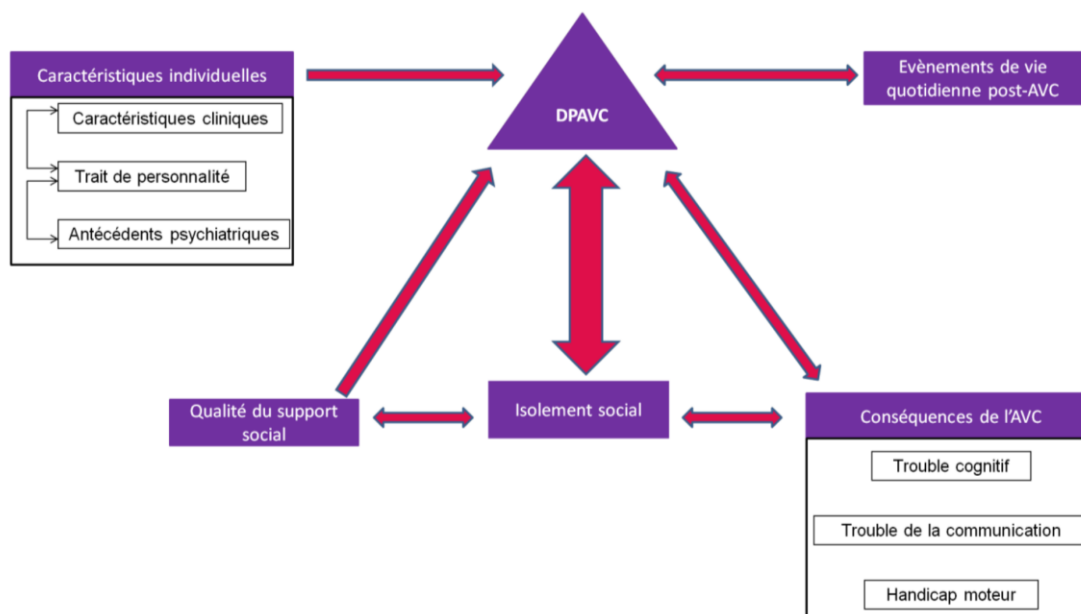 Caractéristiques individuelles
Caractéristiques cliniques
Trait de personnalité
Antécédents psychiatriques
DPAVC
Evènements de vie
quotidienne post-AVC
Qualité du support
social
Isolement social
Conséquences de l'AVC
Trouble cognitif
Trouble de la communication
Handicap moteur